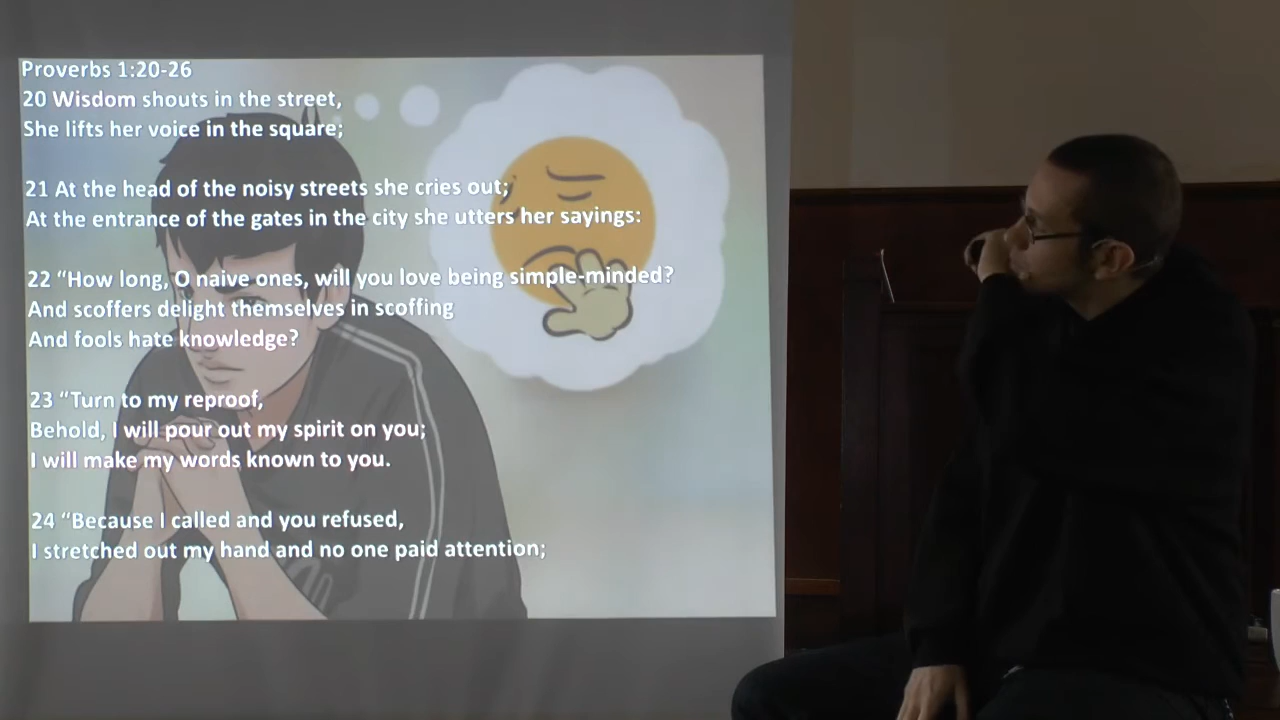 Proverbs 1:20-26
20 Wisdom shouts in the street,
She lifts her voice in the square;
21 At the head of the noisy streets she cries out;
At the entrance of the gates in the city she utters her sayings:
22 “How long, O naive ones, will you love being simple-minded?
And scoffers delight themselves in scoffing
And fools hate knowledge?
23 “Turn to my reproof,
Behold, I will pour out my spirit on you;
I will make my words known to you.
24 “Because I called and you refused,
I stretched out my hand and no one paid attention;